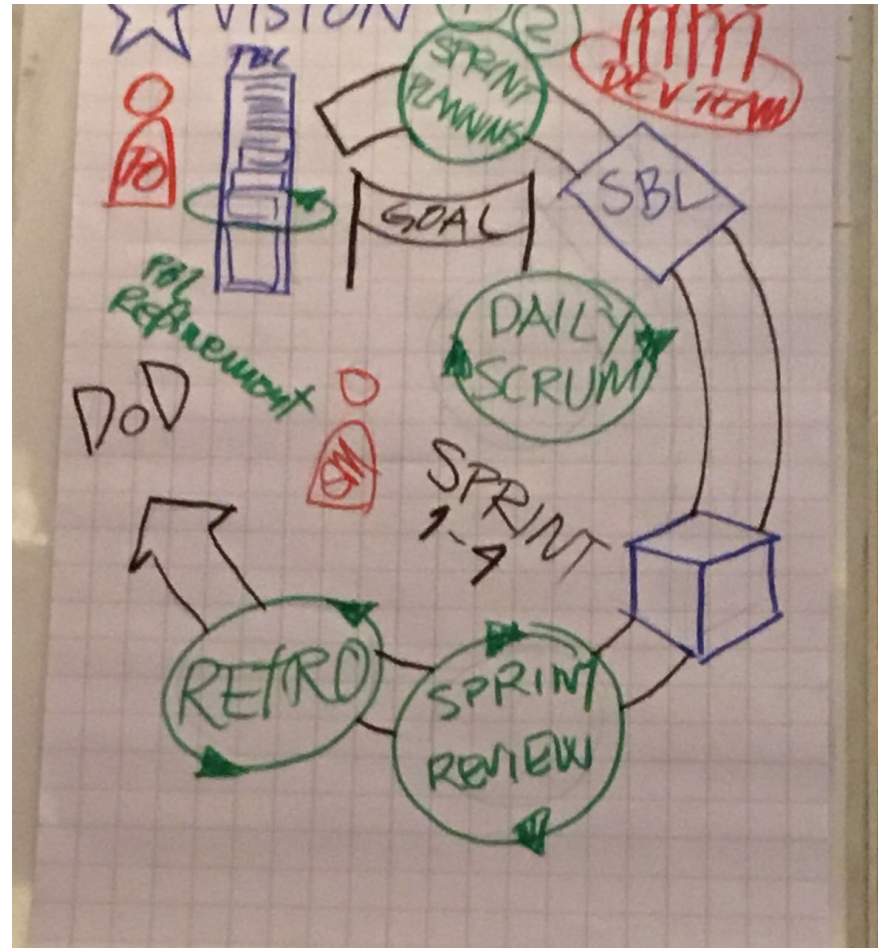 VISION
1
2
PBL
SPRINT
PLANNING
DEV TEAM
PO
SBL
GOAL
PBL
Refinement
DAILY
SCRUM
DoD
SM
SPRINT
1-4
RETRO
SPRINT
REVIEW